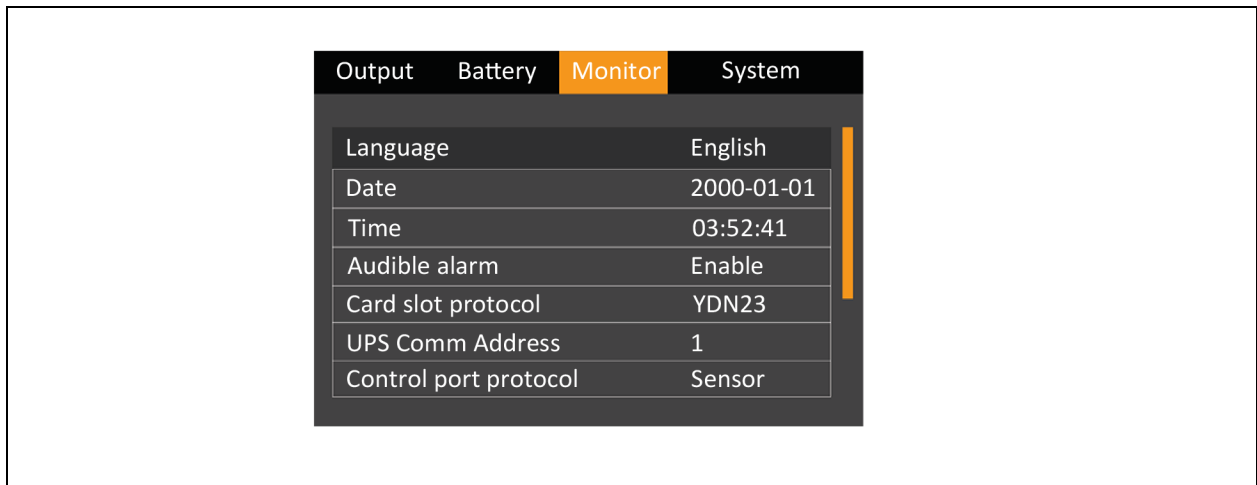 Output Battery Monitor System
Language English
Date 2000-01-01
Time 03:52:41
Audible alarm Enable
Card slot protocol YDN23
UPS Comm Address 1
Control port protocol Sensor